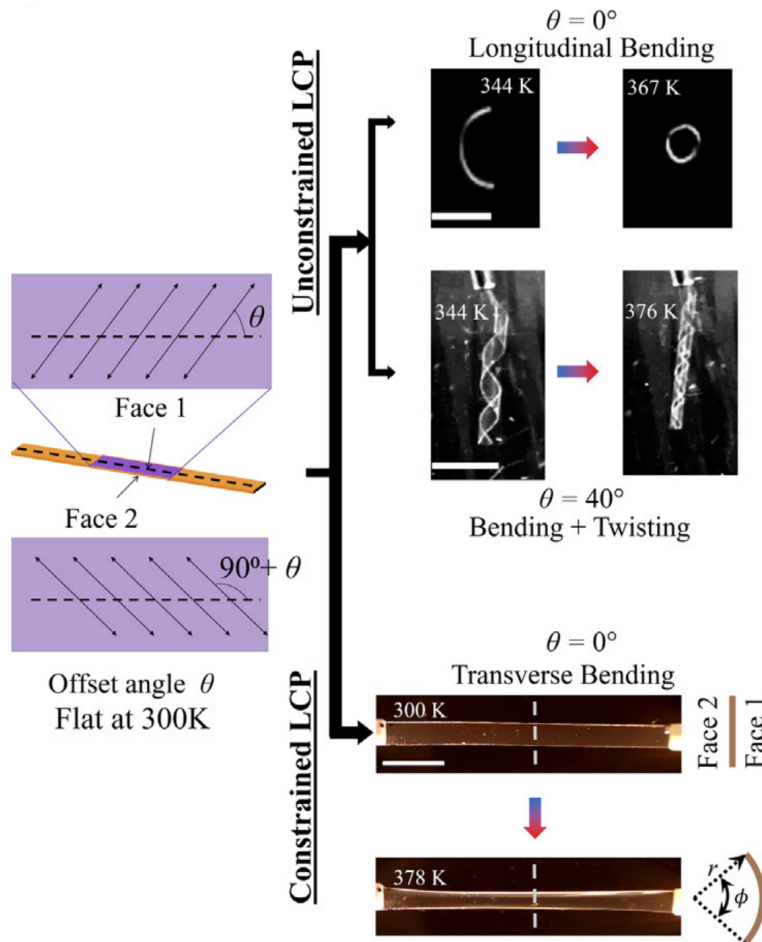 θ = 0°
Longitudinal Bending
344 K
367 K
Unconstrained LCP
θ
344 K
376 K
Face 1
Face 2
θ = 40°
Bending + Twisting
90º+ θ
Offset angle θ
Flat at 300K
θ = 0°
Transverse Bending
Constrained LCP
300 K
Face 2
Face 1
378 K
r
ϕ